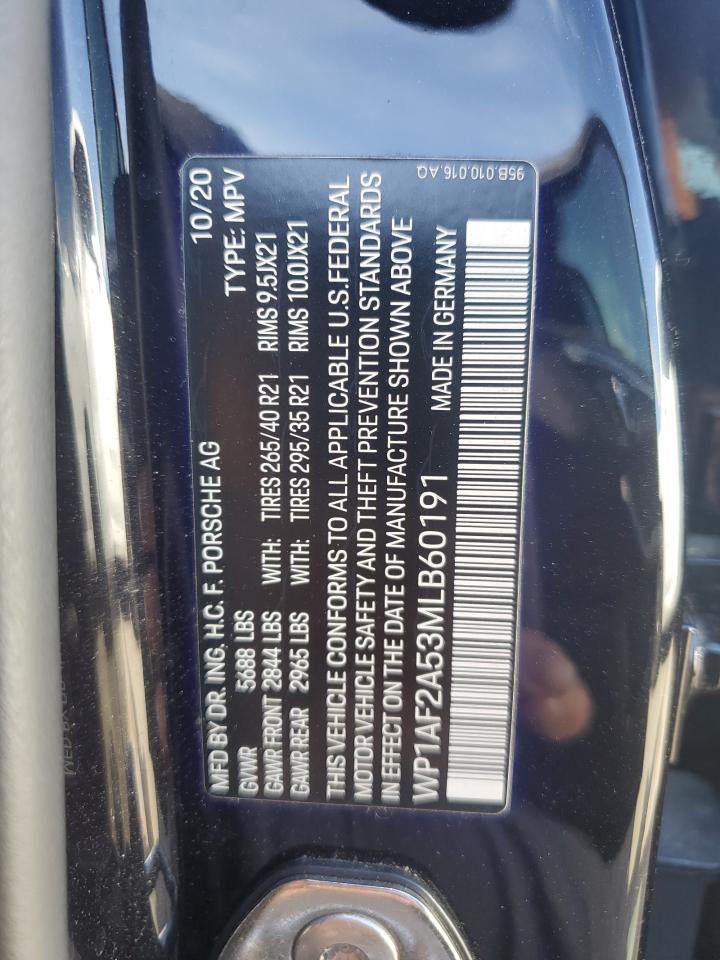 MFD BY DR. ING. H.C. F. PORSCHE AG 10/20
GVWR 5688 LBS TYPE: MPV
GAWR FRONT 2844 LBS WITH: TIRES 265/40 R21 RIMS 9.5JX21
GAWR REAR 2965 LBS WITH: TIRES 295/35 R21 RIMS 10.0JX21
THIS VEHICLE CONFORMS TO ALL APPLICABLE U.S.FEDERAL
MOTOR VEHICLE SAFETY AND THEFT PREVENTION STANDARDS
IN EFFECT ON THE DATE OF MANUFACTURE SHOWN ABOVE
WP1AF2A53MLB60191 MADE IN GERMANY
95B.010.016.AQ